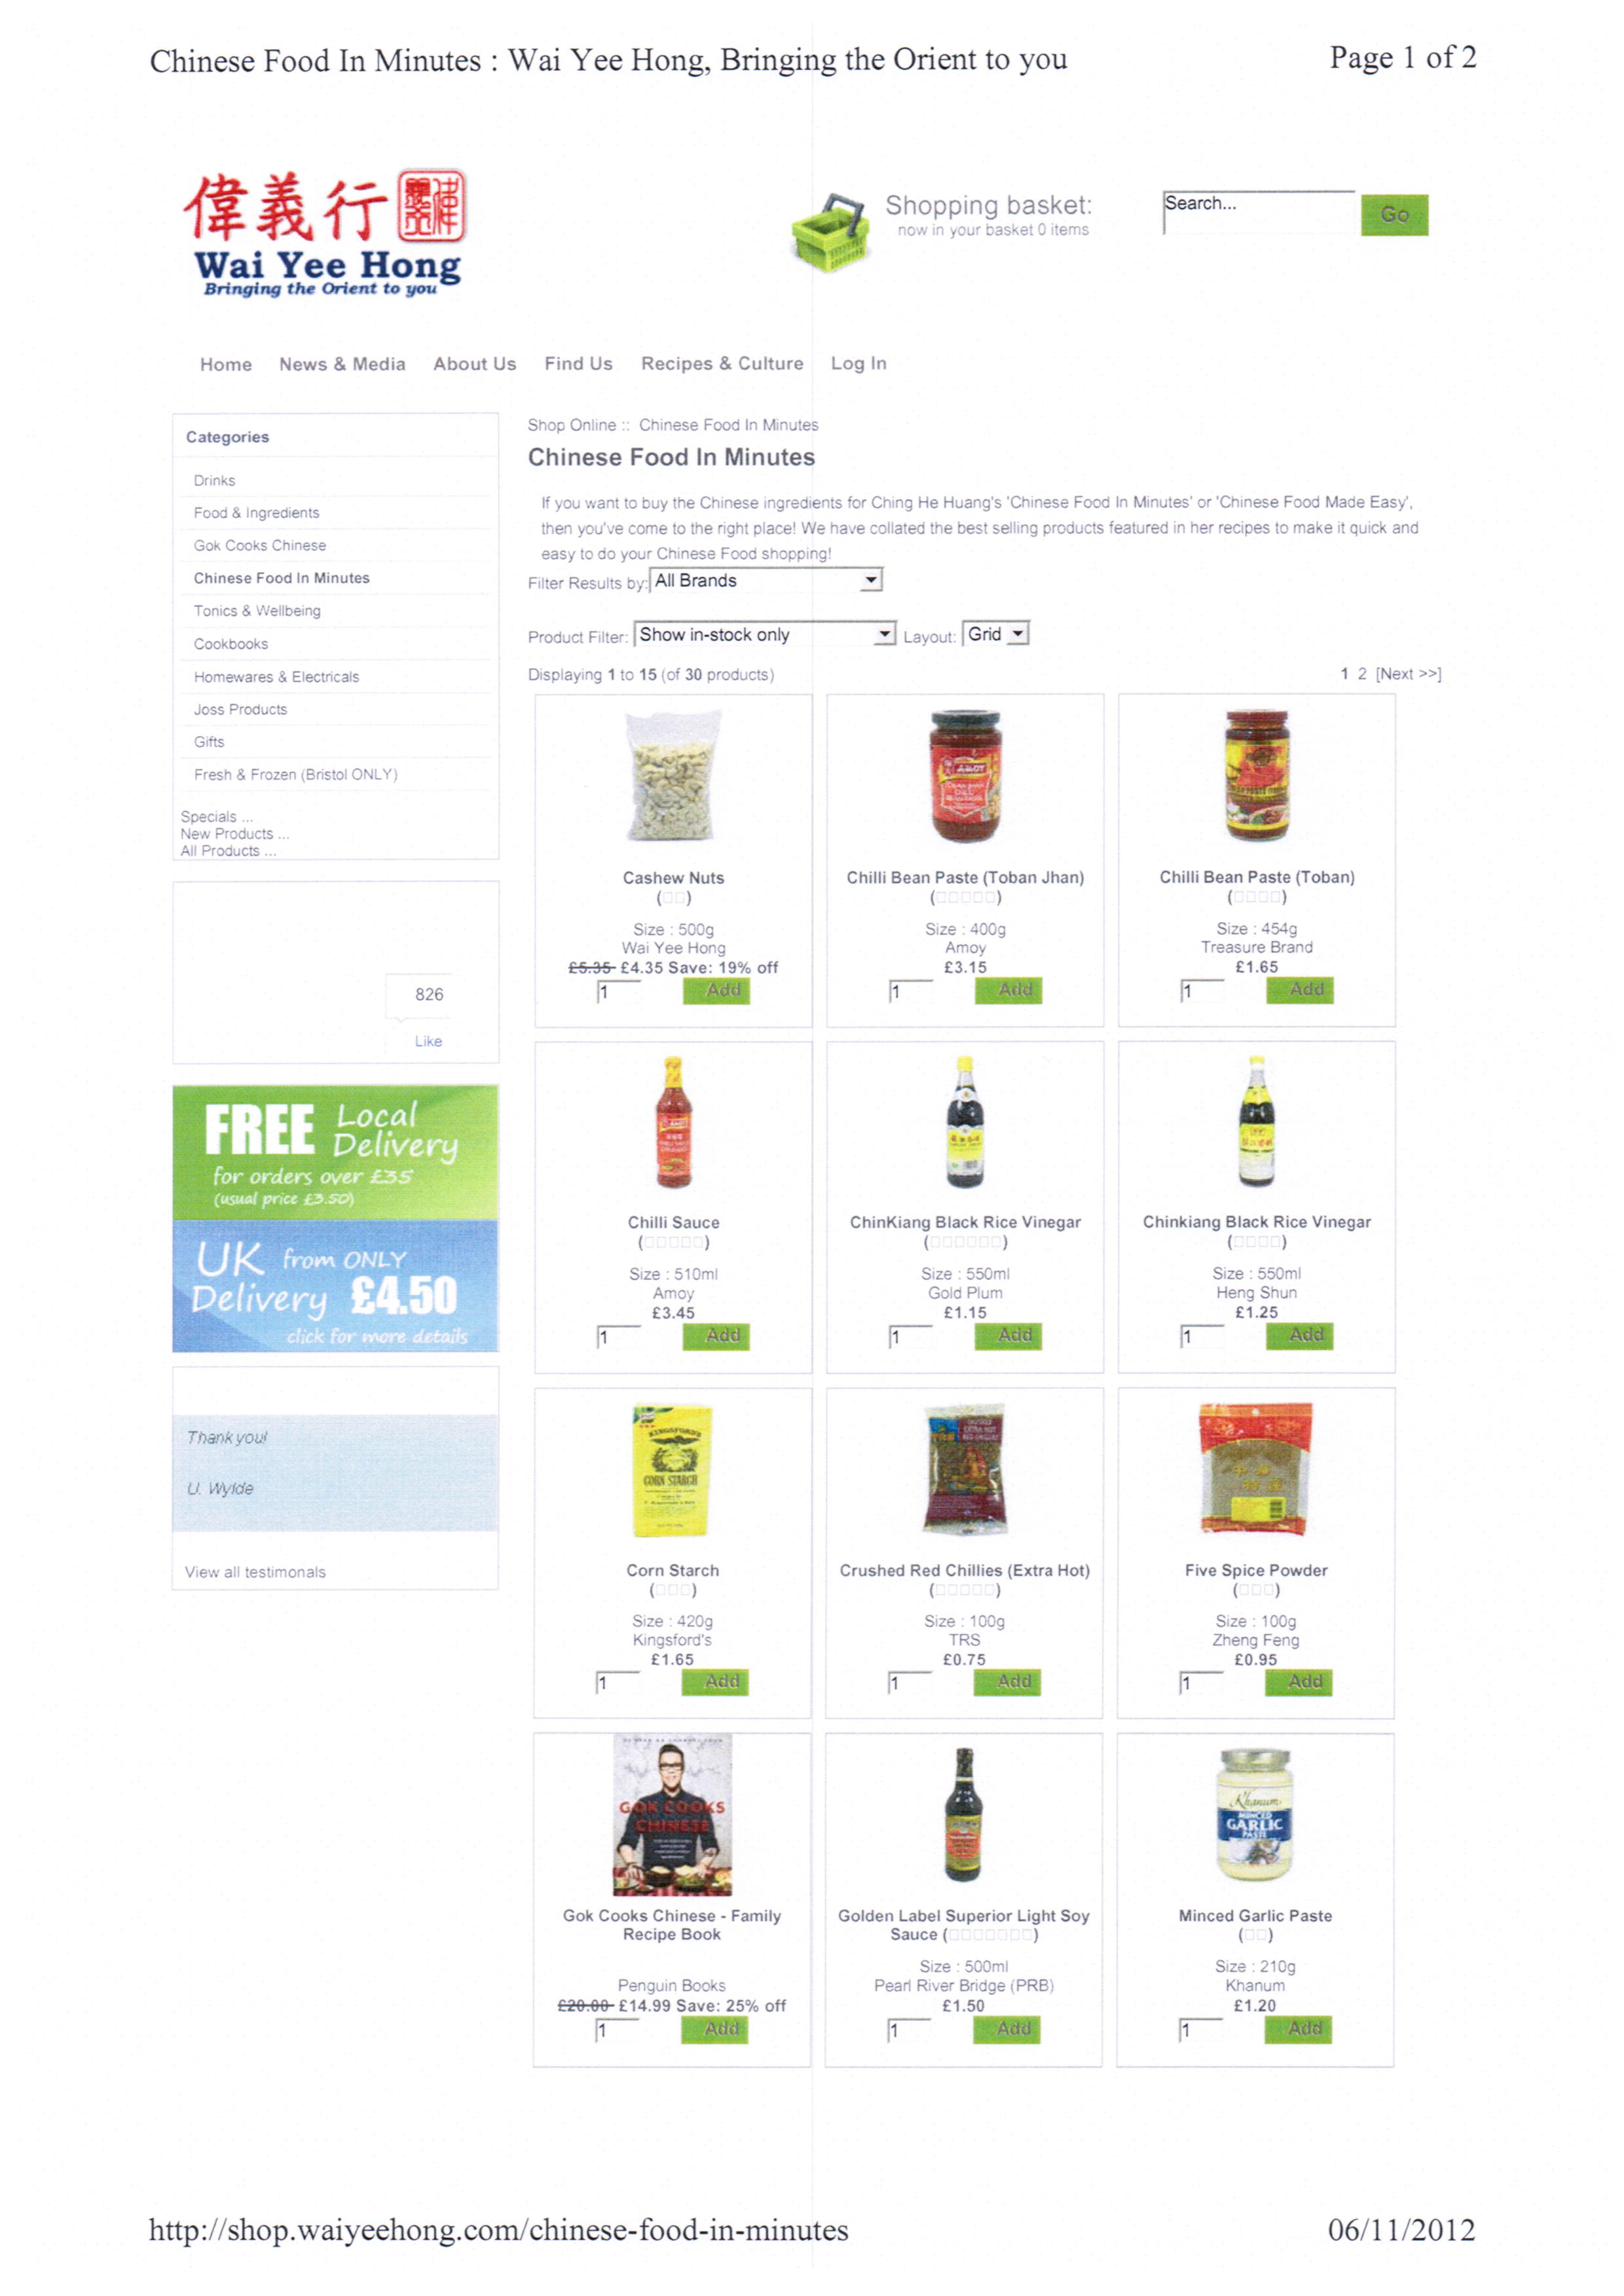 Chinese Food In Minutes : Wai Yee Hong, Bringing the Orient to you
Page 1 of 2
偉義行
Wai Yee Hong
Bringing the Orient to you
Shopping basket:
now in your basket 0 items
Search...
Go
Home News & Media About Us Find Us Recipes & Culture Log In
Categories
Drinks
Food & Ingredients
Gok Cooks Chinese
Chinese Food In Minutes
Tonics & Wellbeing
Cookbooks
Homewares & Electricals
Joss Products
Gifts
Fresh & Frozen (Bristol ONLY)
Specials ...
New Products ...
All Products ...
826
Like
FREE Local Delivery
for orders over £35
(usual price £3.50)
UK Delivery from ONLY £4.50
click for more details
Thank you!
U. Wylde
View all testimonals
Shop Online :: Chinese Food In Minutes
Chinese Food In Minutes
If you want to buy the Chinese ingredients for Ching He Huang's 'Chinese Food In Minutes' or 'Chinese Food Made Easy',
then you've come to the right place! We have collated the best selling products featured in her recipes to make it quick and
easy to do your Chinese Food shopping!
Filter Results by: All Brands
Product Filter: Show in-stock only Layout: Grid
Displaying 1 to 15 (of 30 products)
1 2 [Next >>]
Cashew Nuts
(□□)
Size : 500g
Wai Yee Hong
£5.35 £4.35 Save: 19% off
1 Add
AMOY
Chilli Bean Paste (Toban Jhan)
(□□□□□)
Size : 400g
Amoy
£3.15
1 Add
Chilli Bean Paste (Toban)
(□□□□)
Size : 454g
Treasure Brand
£1.65
1 Add
Chilli Sauce
(□□□□□)
Size : 510ml
Amoy
£3.45
1 Add
ChinKiang Black Rice Vinegar
(□□□□□□)
Size : 550ml
Gold Plum
£1.15
1 Add
Chinkiang Black Rice Vinegar
(□□□□)
Size : 550ml
Heng Shun
£1.25
1 Add
KINGSFORD'S
CORN STARCH
Corn Starch
(□□□)
Size : 420g
Kingsford's
£1.65
1 Add
Crushed Red Chillies (Extra Hot)
(□□□□□)
Size : 100g
TRS
£0.75
1 Add
Five Spice Powder
(□□□)
Size : 100g
Zheng Feng
£0.95
1 Add
GOK COOKS
CHINESE
Gok Cooks Chinese - Family
Recipe Book
Penguin Books
£20.00 £14.99 Save: 25% off
1 Add
Golden Label Superior Light Soy
Sauce (□□□□□□□)
Size : 500ml
Pearl River Bridge (PRB)
£1.50
1 Add
Khanum
MINCED
GARLIC
PASTE
Minced Garlic Paste
(□□)
Size : 210g
Khanum
£1.20
1 Add
http://shop.waiyeehong.com/chinese-food-in-minutes
06/11/2012